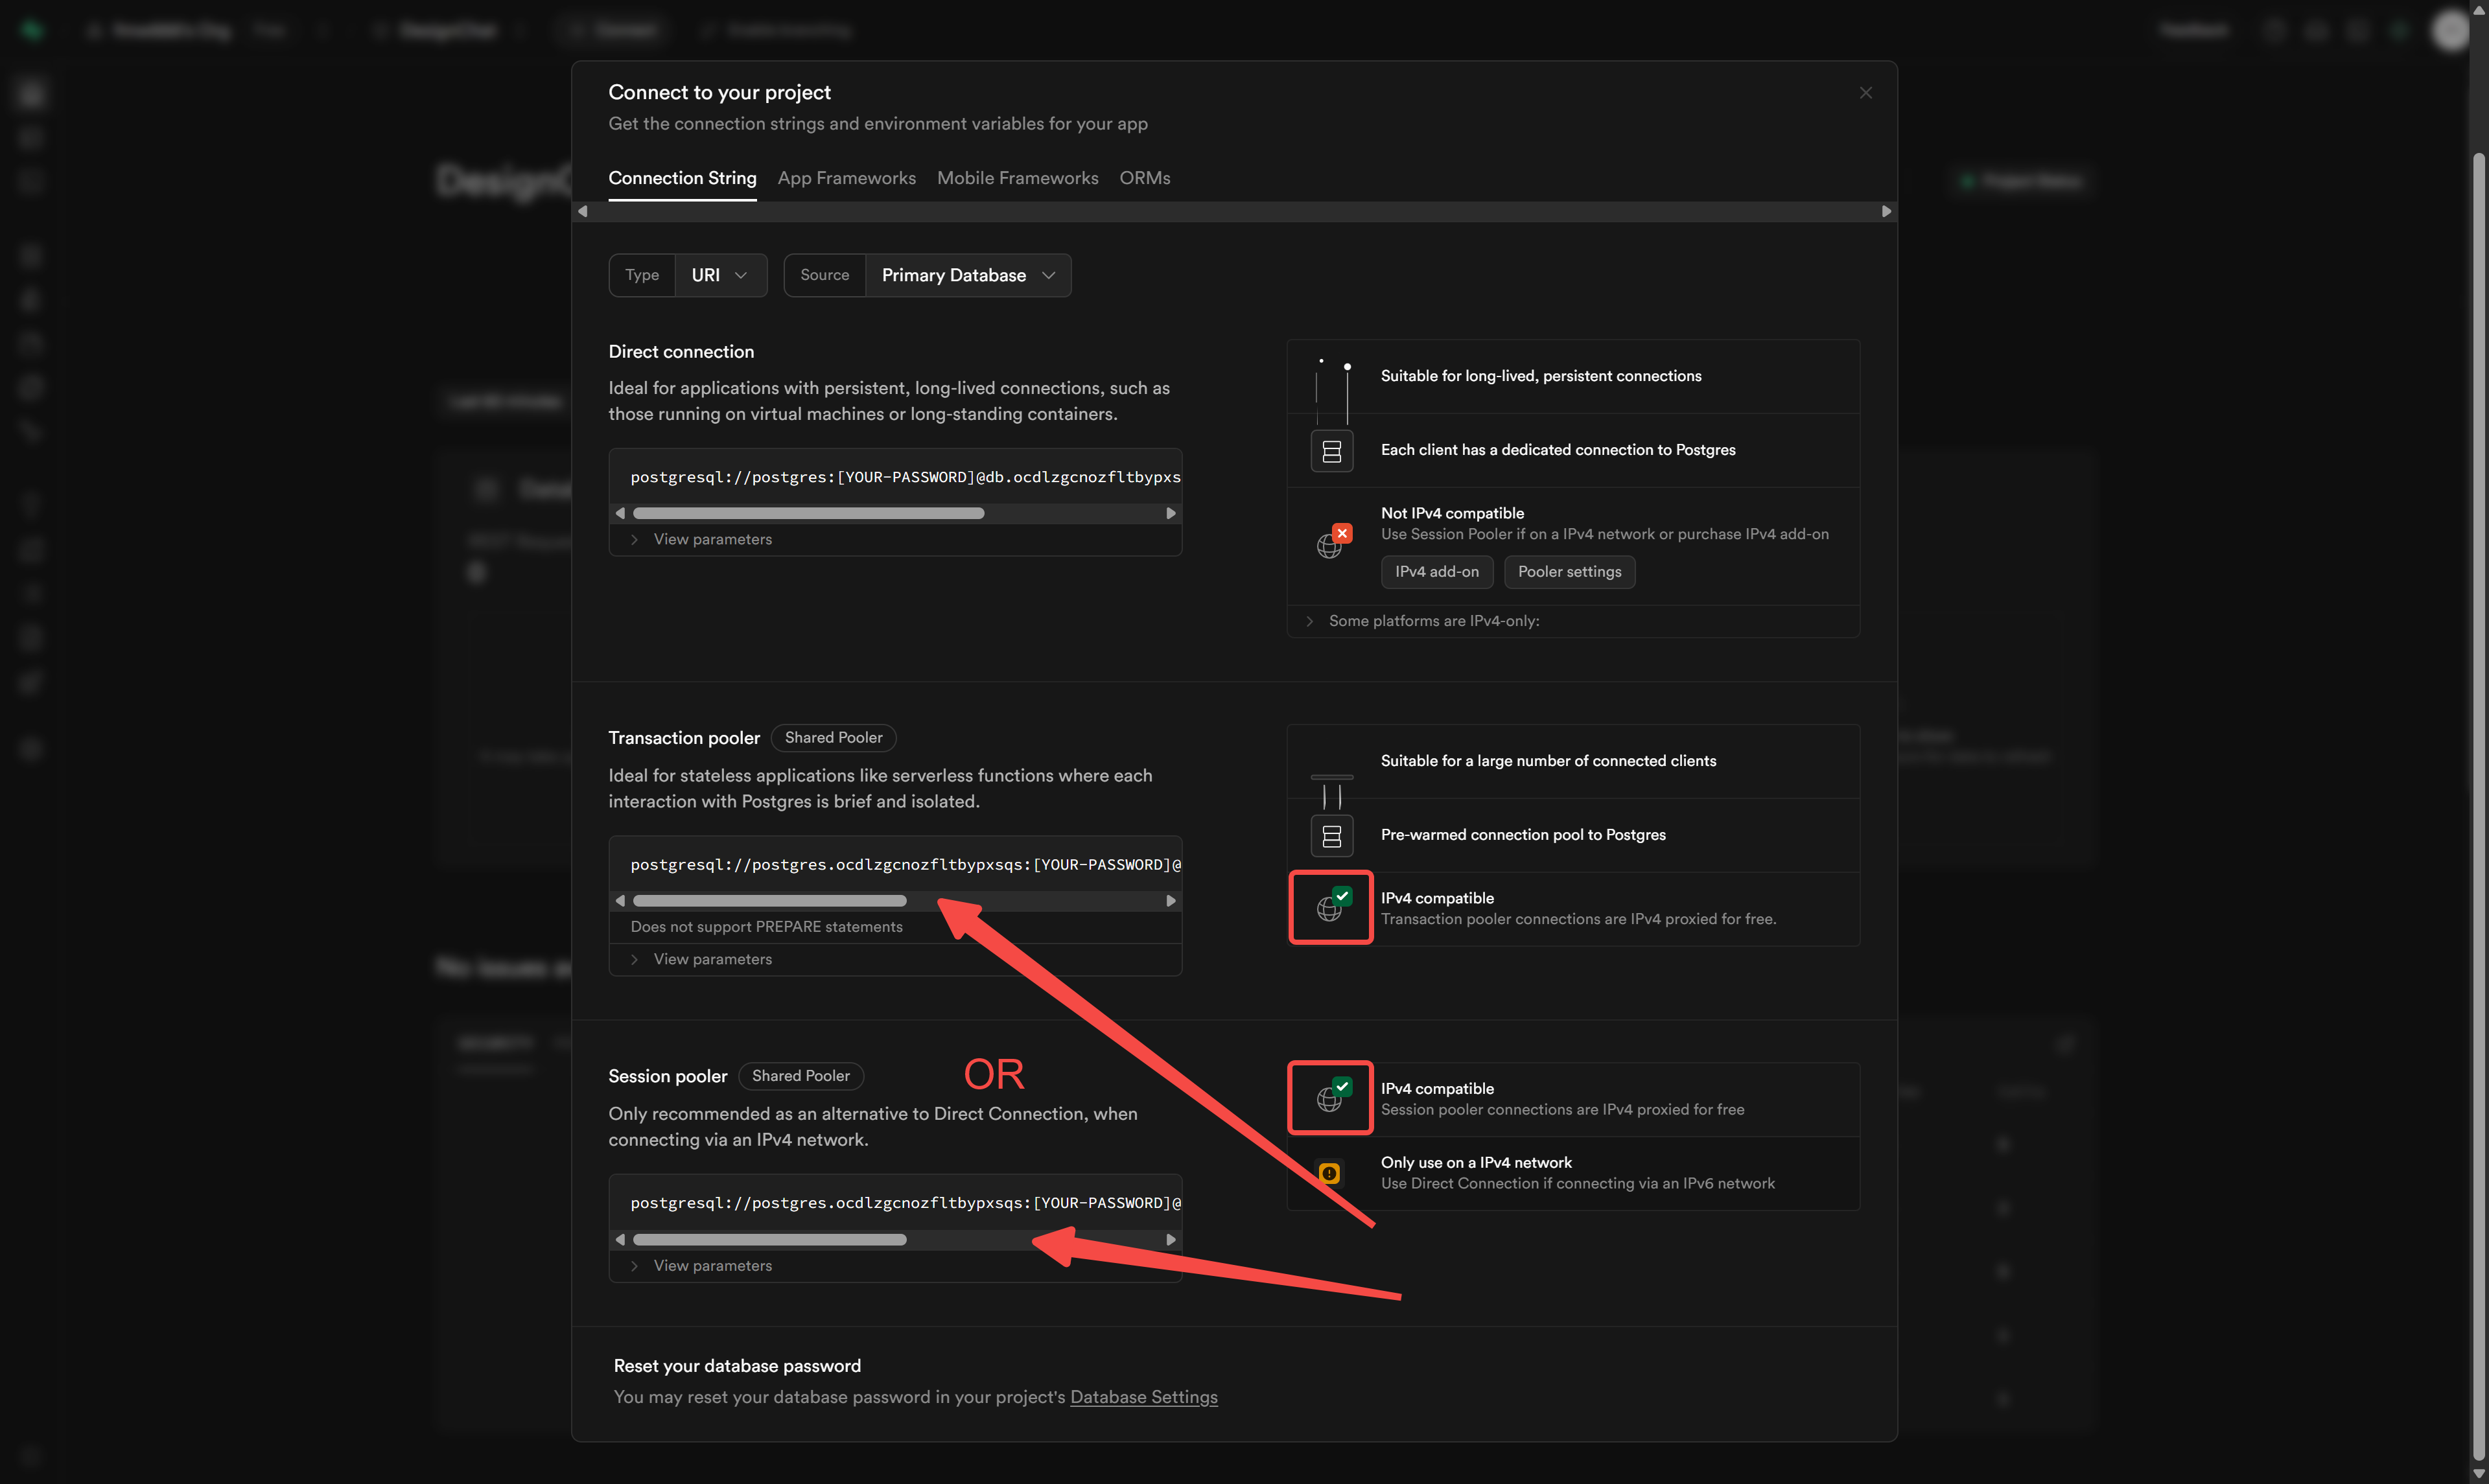 Connect to your project
Get the connection strings and environment variables for your app
Connection String App Frameworks Mobile Frameworks ORMs
Type URI Source Primary Database
Direct connection
Ideal for applications with persistent, long-lived connections, such as
those running on virtual machines or long-standing containers.
postgresql://postgres:[YOUR-PASSWORD]@db.ocdlzgcnozfltbypxs
View parameters
Suitable for long-lived, persistent connections
Each client has a dedicated connection to Postgres
Not IPv4 compatible
Use Session Pooler if on a IPv4 network or purchase IPv4 add-on
IPv4 add-on Pooler settings
Some platforms are IPv4-only:
Transaction pooler Shared Pooler
Ideal for stateless applications like serverless functions where each
interaction with Postgres is brief and isolated.
postgresql://postgres.ocdlzgcnozfltbypxsqs:[YOUR-PASSWORD]@
Does not support PREPARE statements
View parameters
Suitable for a large number of connected clients
Pre-warmed connection pool to Postgres
IPv4 compatible
Transaction pooler connections are IPv4 proxied for free.
Session pooler Shared Pooler
OR
Only recommended as an alternative to Direct Connection, when
connecting via an IPv4 network.
postgresql://postgres.ocdlzgcnozfltbypxsqs:[YOUR-PASSWORD]@
View parameters
IPv4 compatible
Session pooler connections are IPv4 proxied for free
Only use on a IPv4 network
Use Direct Connection if connecting via an IPv6 network
Reset your database password
You may reset your database password in your project's Database Settings